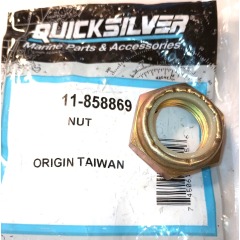 QUICKSILVER
Marine Parts & Accessories
11-858869
NUT
ORIGIN TAIWAN